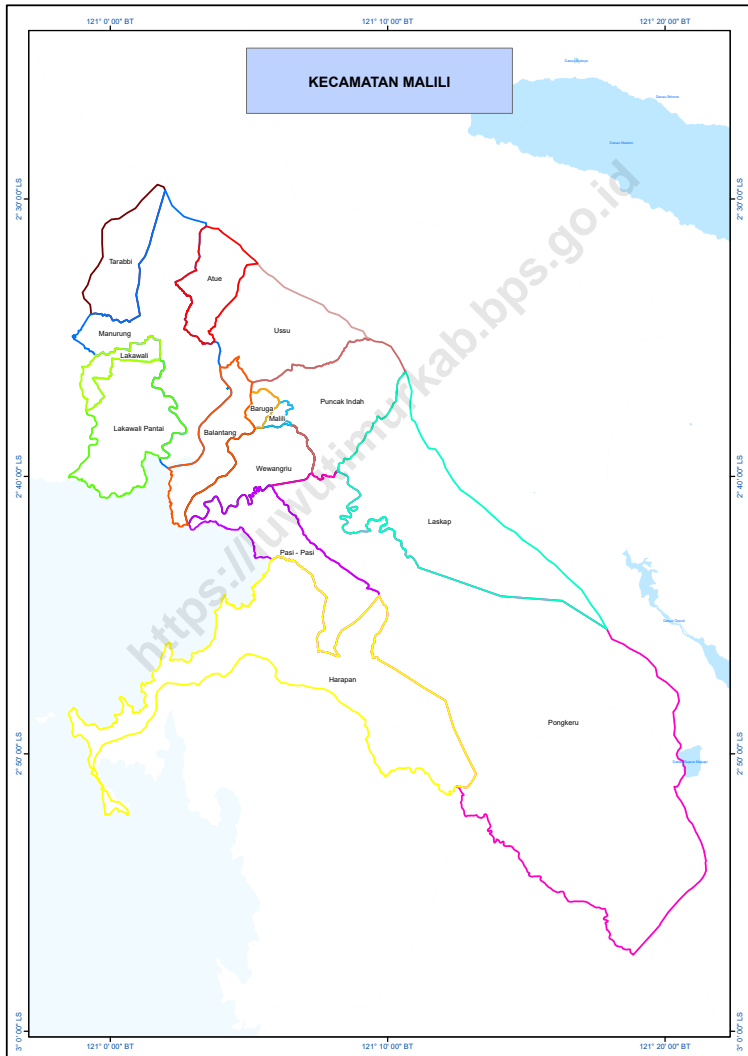 121° 0' 00" BT
121° 10' 00" BT
121° 20' 00" BT
KECAMATAN MALILI
Danau Matano
2° 30' 00" LS
2° 30' 00" LS
Tarabbi
Atue
Ussu
Manurung
Lakawali
Puncak Indah
Baruga
Malili
Lakawali Pantai
Balantang
Wewangriu
2° 40' 00" LS
2° 40' 00" LS
Laskap
Pasi - Pasi
Harapan
Pongkeru
2° 50' 00" LS
2° 50' 00" LS
https://luwutimurkab.bps.go.id
3° 0' 00" LS
3° 0' 00" LS
121° 0' 00" BT
121° 10' 00" BT
121° 20' 00" BT